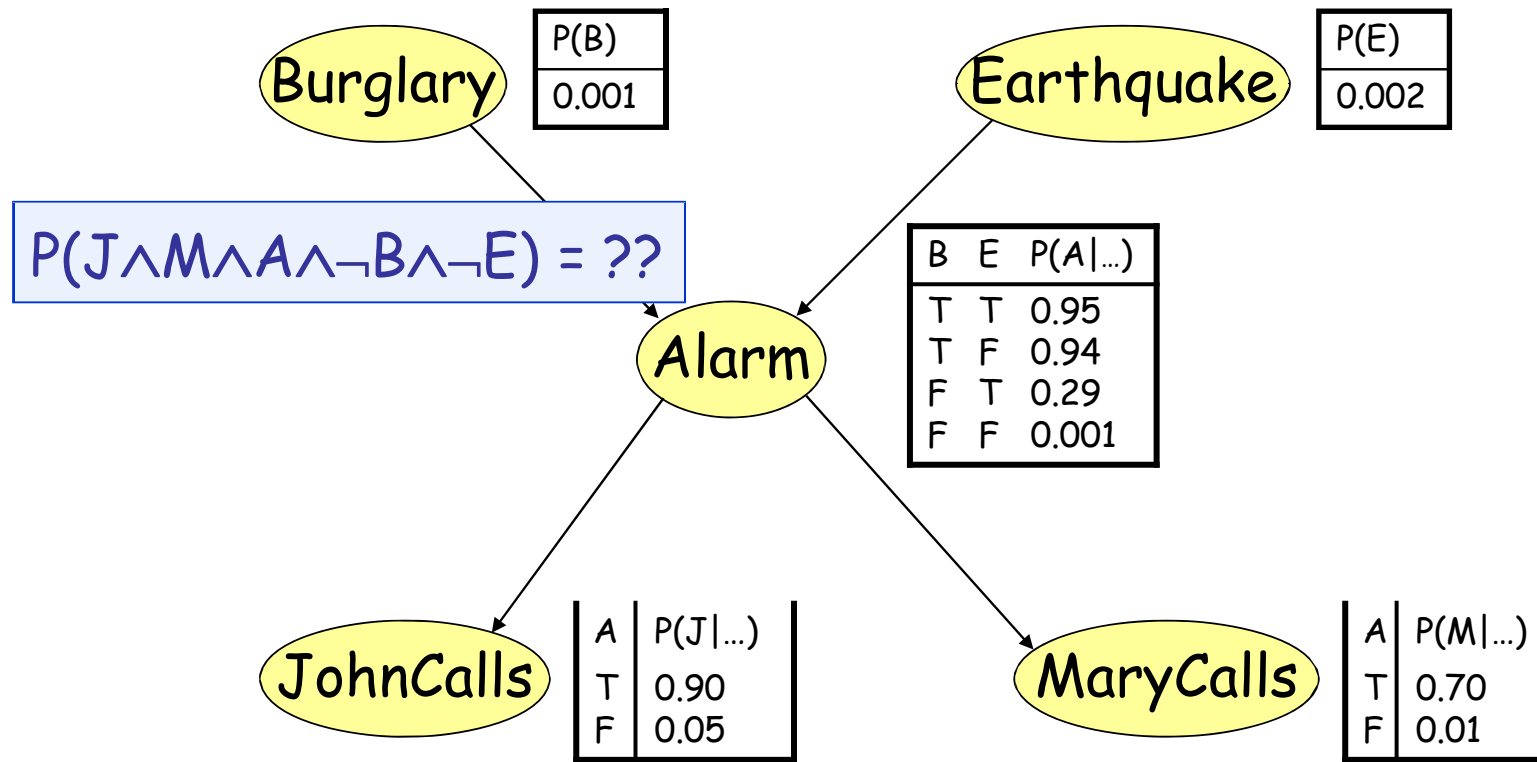 Burglary
P(B)
0.001
Earthquake
P(E)
0.002
P(J∧M∧A∧¬B∧¬E) = ??
B E P(A|…)
T T 0.95
T F 0.94
F T 0.29
F F 0.001
Alarm
JohnCalls
A P(J|…)
T 0.90
F 0.05
MaryCalls
A P(M|…)
T 0.70
F 0.01